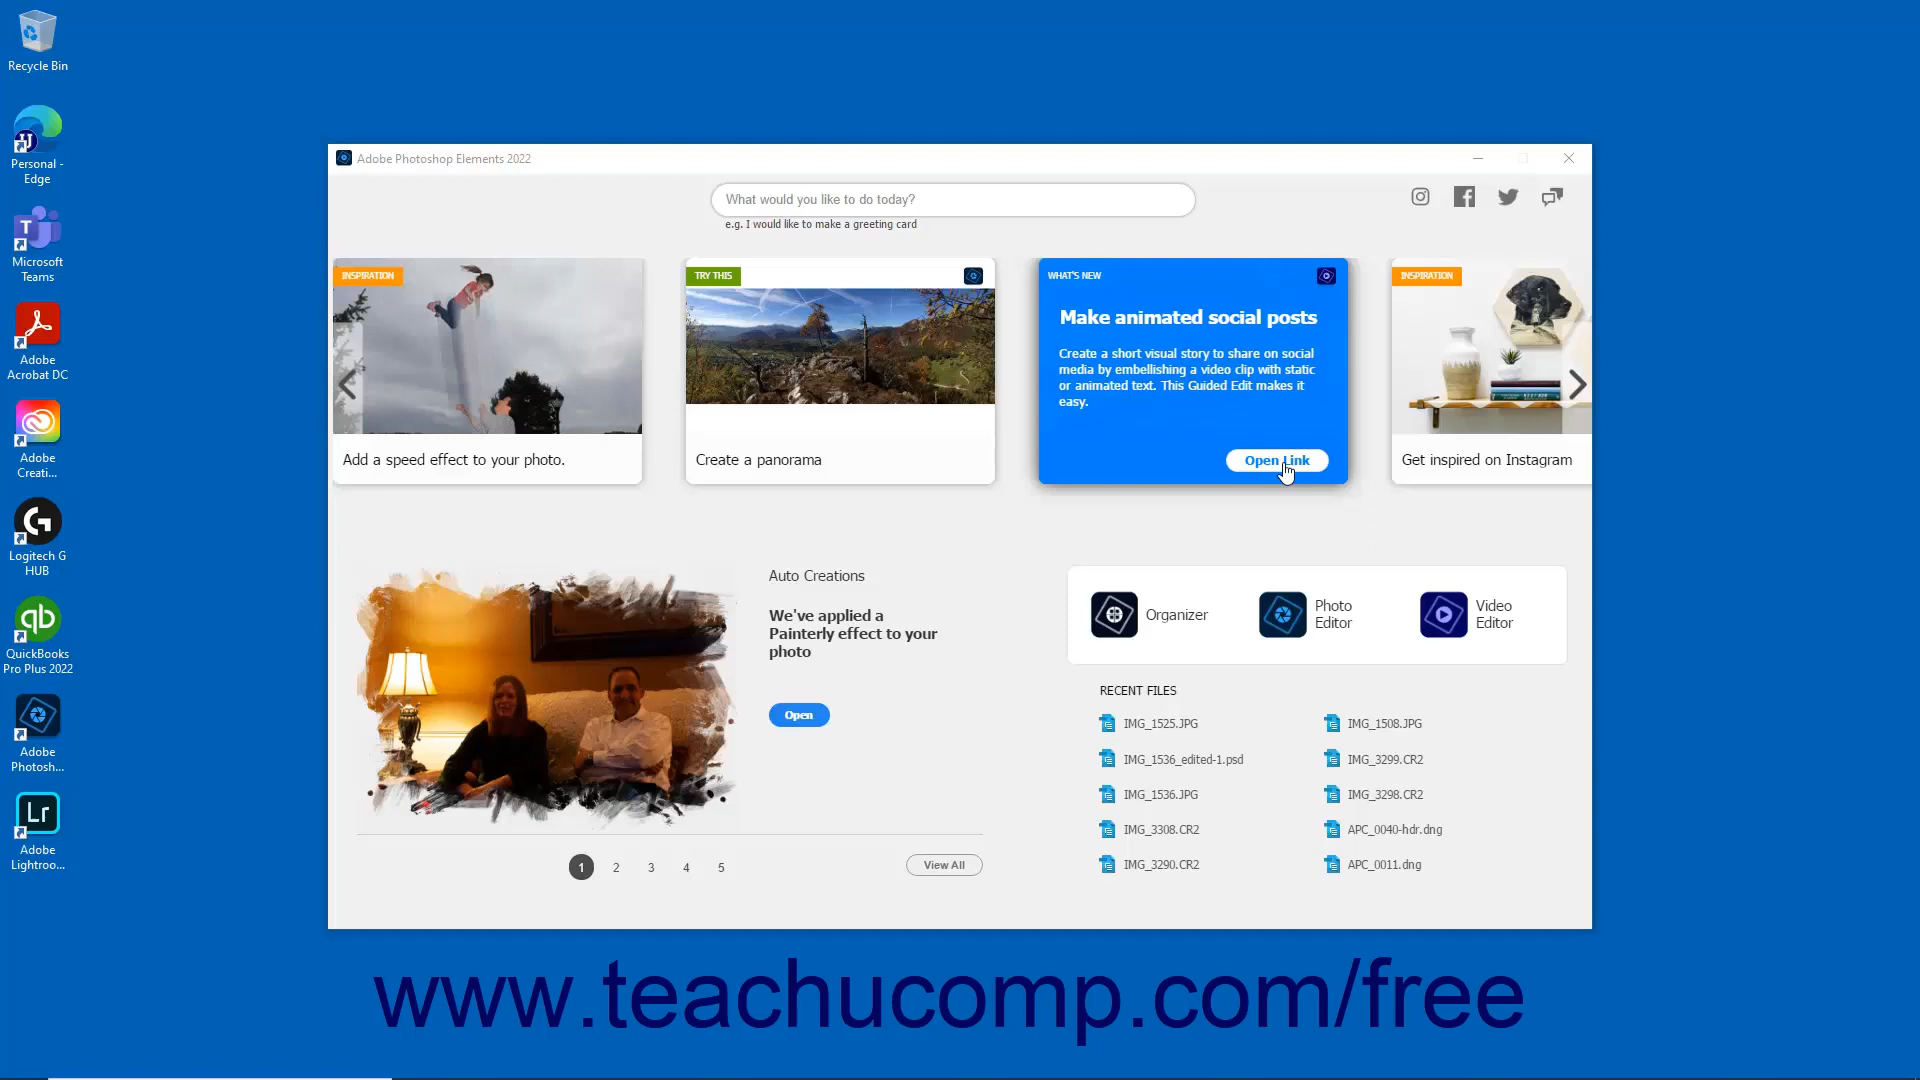 Recycle Bin
Personal -
Edge
Microsoft
Teams
Adobe
Acrobat DC
Adobe
Creati...
Logitech G
HUB
QuickBooks
Pro Plus 2022
Adobe
Photosh...
Lr
Adobe
Lightroo...
Adobe Photoshop Elements 2022
What would you like to do today?
e.g. I would like to make a greeting card
INSPIRATION
Add a speed effect to your photo.
TRY THIS
Create a panorama
WHAT'S NEW
Make animated social posts
Create a short visual story to share on social
media by embellishing a video clip with static
or animated text. This Guided Edit makes it
easy.
Open Link
INSPIRATION
Get inspired on Instagram
Auto Creations
We've applied a
Painterly effect to your
photo
Open
1 2 3 4 5
View All
Organizer
Photo
Editor
Video
Editor
RECENT FILES
IMG_1525.JPG
IMG_1508.JPG
IMG_1536_edited-1.psd
IMG_3299.CR2
IMG_1536.JPG
IMG_3298.CR2
IMG_3308.CR2
APC_0040-hdr.dng
IMG_3290.CR2
APC_0011.dng
www.teachucomp.com/free